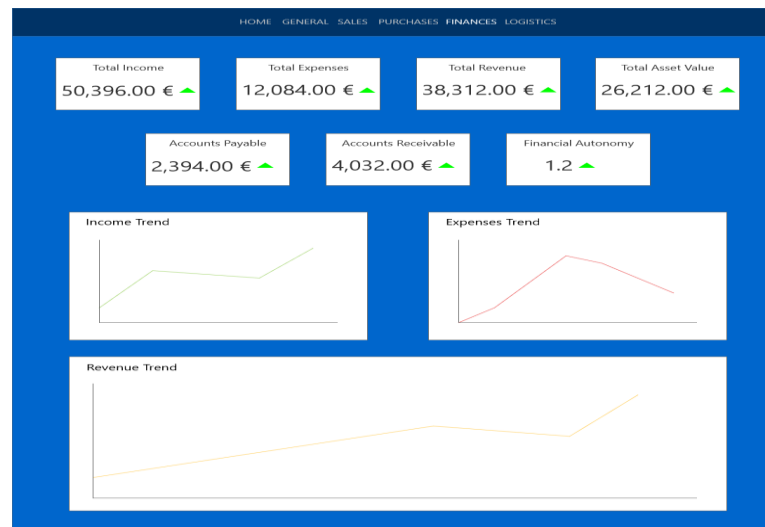 HOME GENERAL SALES PURCHASES FINANCES LOGISTICS
Total Income
50,396.00 €
Total Expenses
12,084.00 €
Total Revenue
38,312.00 €
Total Asset Value
26,212.00 €
Accounts Payable
2,394.00 €
Accounts Receivable
4,032.00 €
Financial Autonomy
1.2
Income Trend
Expenses Trend
Revenue Trend